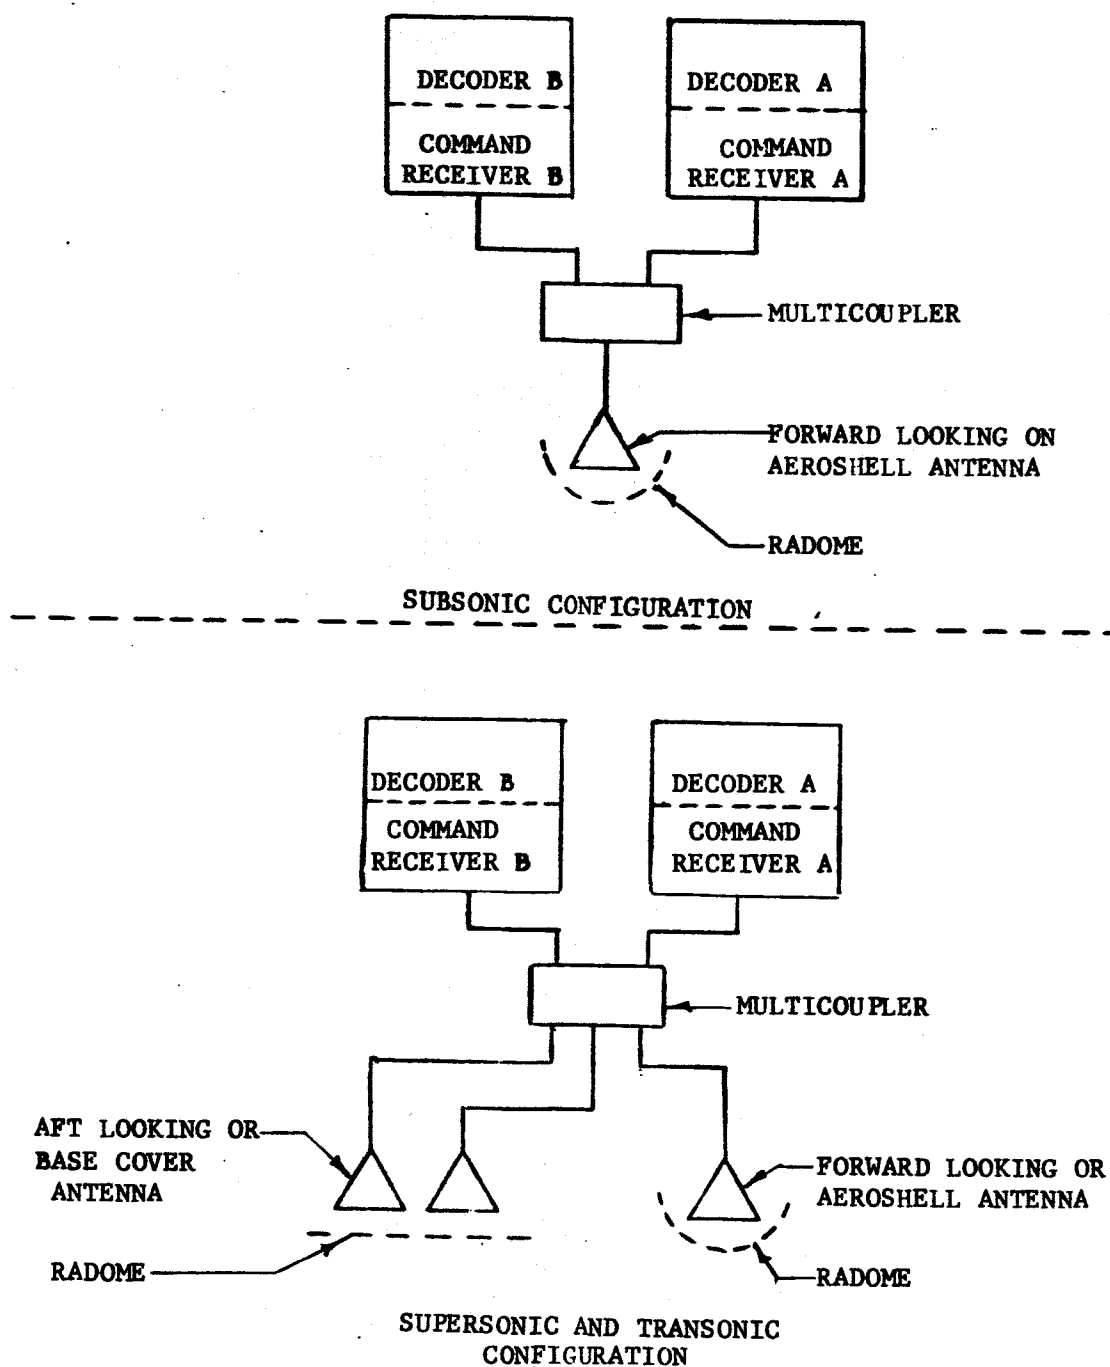 DECODER B
COMMAND
RECEIVER B
DECODER A
COMMAND
RECEIVER A
MULTICOUPLER
FORWARD LOOKING ON
AEROSHELL ANTENNA
RADOME
SUBSONIC CONFIGURATION
DECODER B
COMMAND
RECEIVER B
DECODER A
COMMAND
RECEIVER A
MULTICOUPLER
AFT LOOKING OR
BASE COVER
ANTENNA
FORWARD LOOKING OR
AEROSHELL ANTENNA
RADOME
RADOME
SUPERSONIC AND TRANSONIC
CONFIGURATION